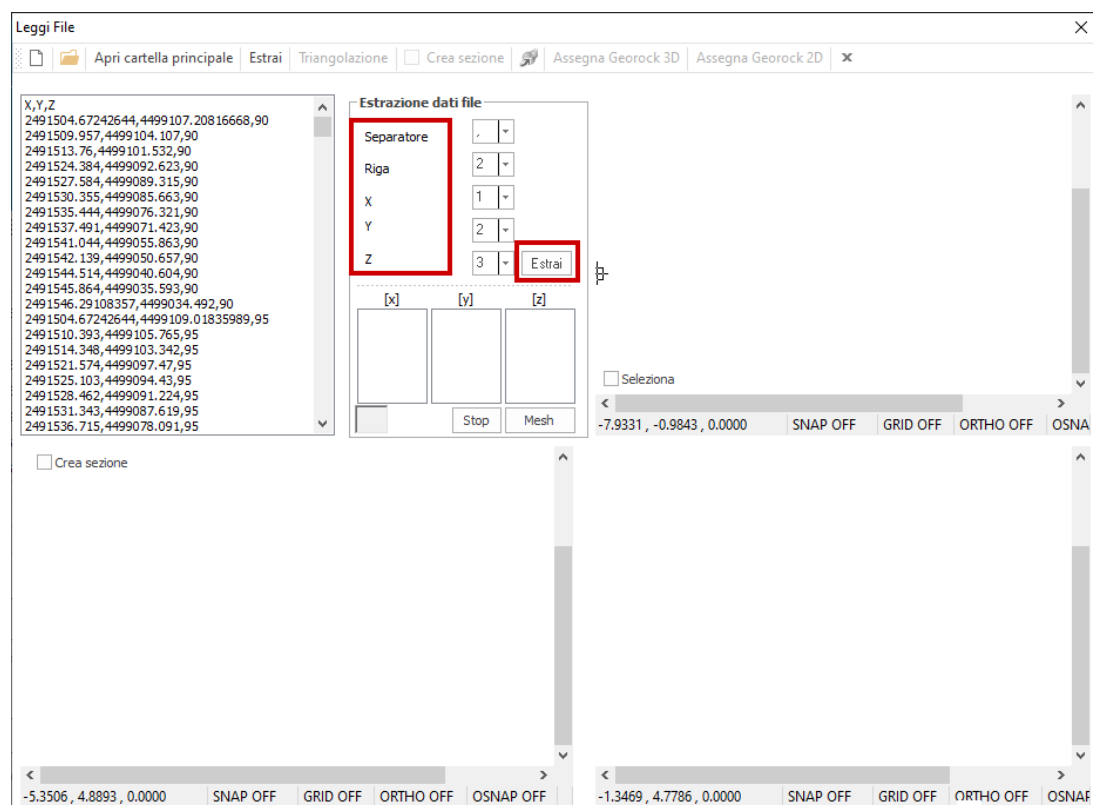 Leggi File
Apri cartella principale Estrai Triangolazione Crea sezione Assegna Georock 3D Assegna Georock 2D
X,Y,Z
2491504.67242644,4499107.20816668,90
2491509.957,4499104.107,90
2491513.76,4499101.532,90
2491524.384,4499092.623,90
2491527.584,4499089.315,90
2491530.355,4499085.663,90
2491535.444,4499076.321,90
2491537.491,4499071.423,90
2491541.044,4499055.863,90
2491542.139,4499050.657,90
2491544.514,4499040.604,90
2491545.864,4499035.593,90
2491546.29108357,4499034.492,90
2491504.67242644,4499109.01835989,95
2491510.393,4499105.765,95
2491514.348,4499103.342,95
2491521.574,4499097.47,95
2491525.103,4499094.43,95
2491528.462,4499091.224,95
2491531.343,4499087.619,95
2491536.715,4499078.091,95
Estrazione dati file
Separatore ,
Riga 2
X 1
Y 2
Z 3 Estrai
[x] [y] [z]
Stop Mesh
Seleziona
-7.9331 , -0.9843 , 0.0000 SNAP OFF GRID OFF ORTHO OFF OSNA
Crea sezione
-5.3506 , 4.8893 , 0.0000 SNAP OFF GRID OFF ORTHO OFF OSNAP OFF
-1.3469 , 4.7786 , 0.0000 SNAP OFF GRID OFF ORTHO OFF OSNAP